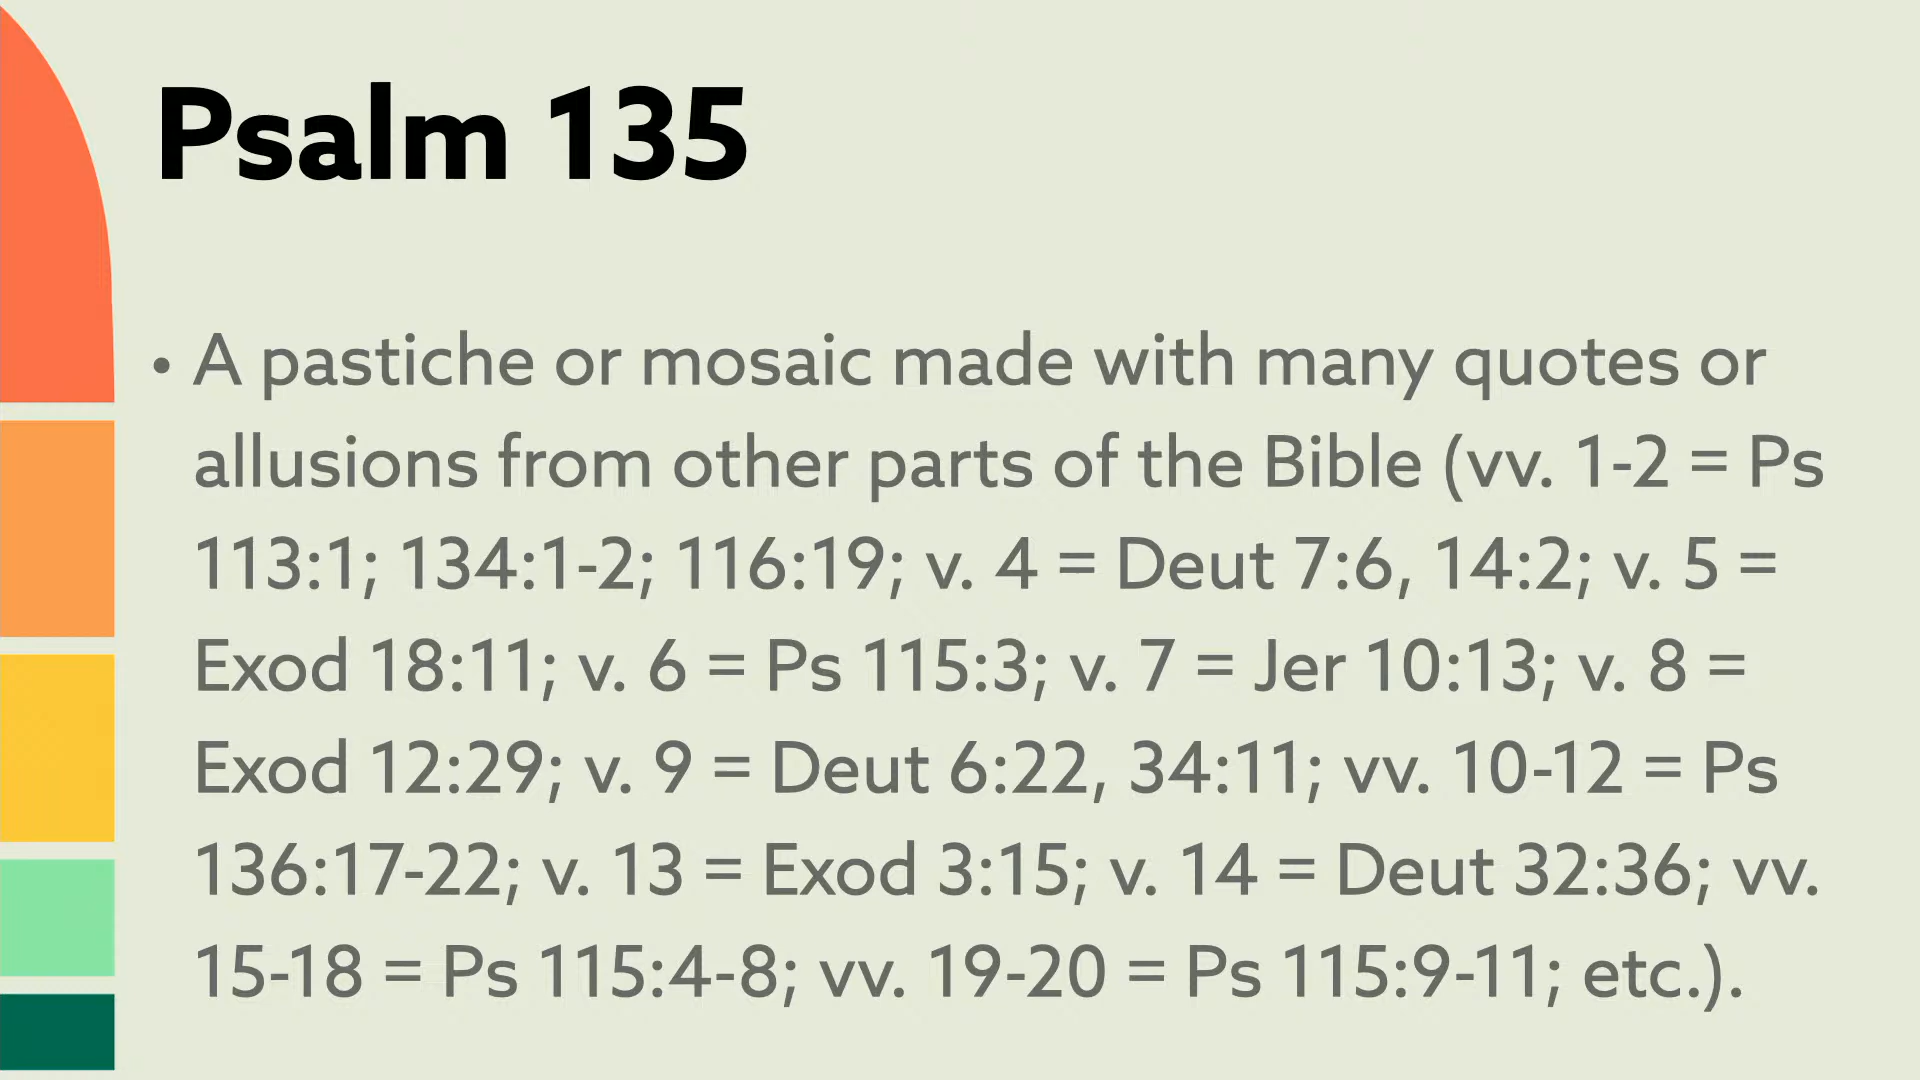 Psalm 135
• A pastiche or mosaic made with many quotes or
allusions from other parts of the Bible (vv. 1-2 = Ps
113:1; 134:1-2; 116:19; v. 4 = Deut 7:6, 14:2; v. 5 =
Exod 18:11; v. 6 = Ps 115:3; v. 7 = Jer 10:13; v. 8 =
Exod 12:29; v. 9 = Deut 6:22, 34:11; vv. 10-12 = Ps
136:17-22; v. 13 = Exod 3:15; v. 14 = Deut 32:36; vv.
15-18 = Ps 115:4-8; vv. 19-20 = Ps 115:9-11; etc.).